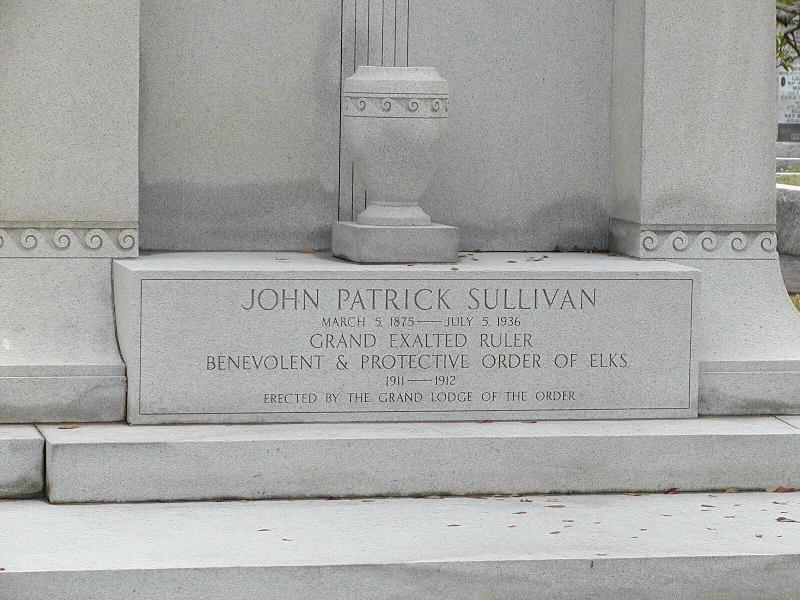 JOHN PATRICK SULLIVAN
MARCH 5, 1875 — JULY 5, 1936
GRAND EXALTED RULER
BENEVOLENT & PROTECTIVE ORDER OF ELKS
1911 — 1912
ERECTED BY THE GRAND LODGE OF THE ORDER